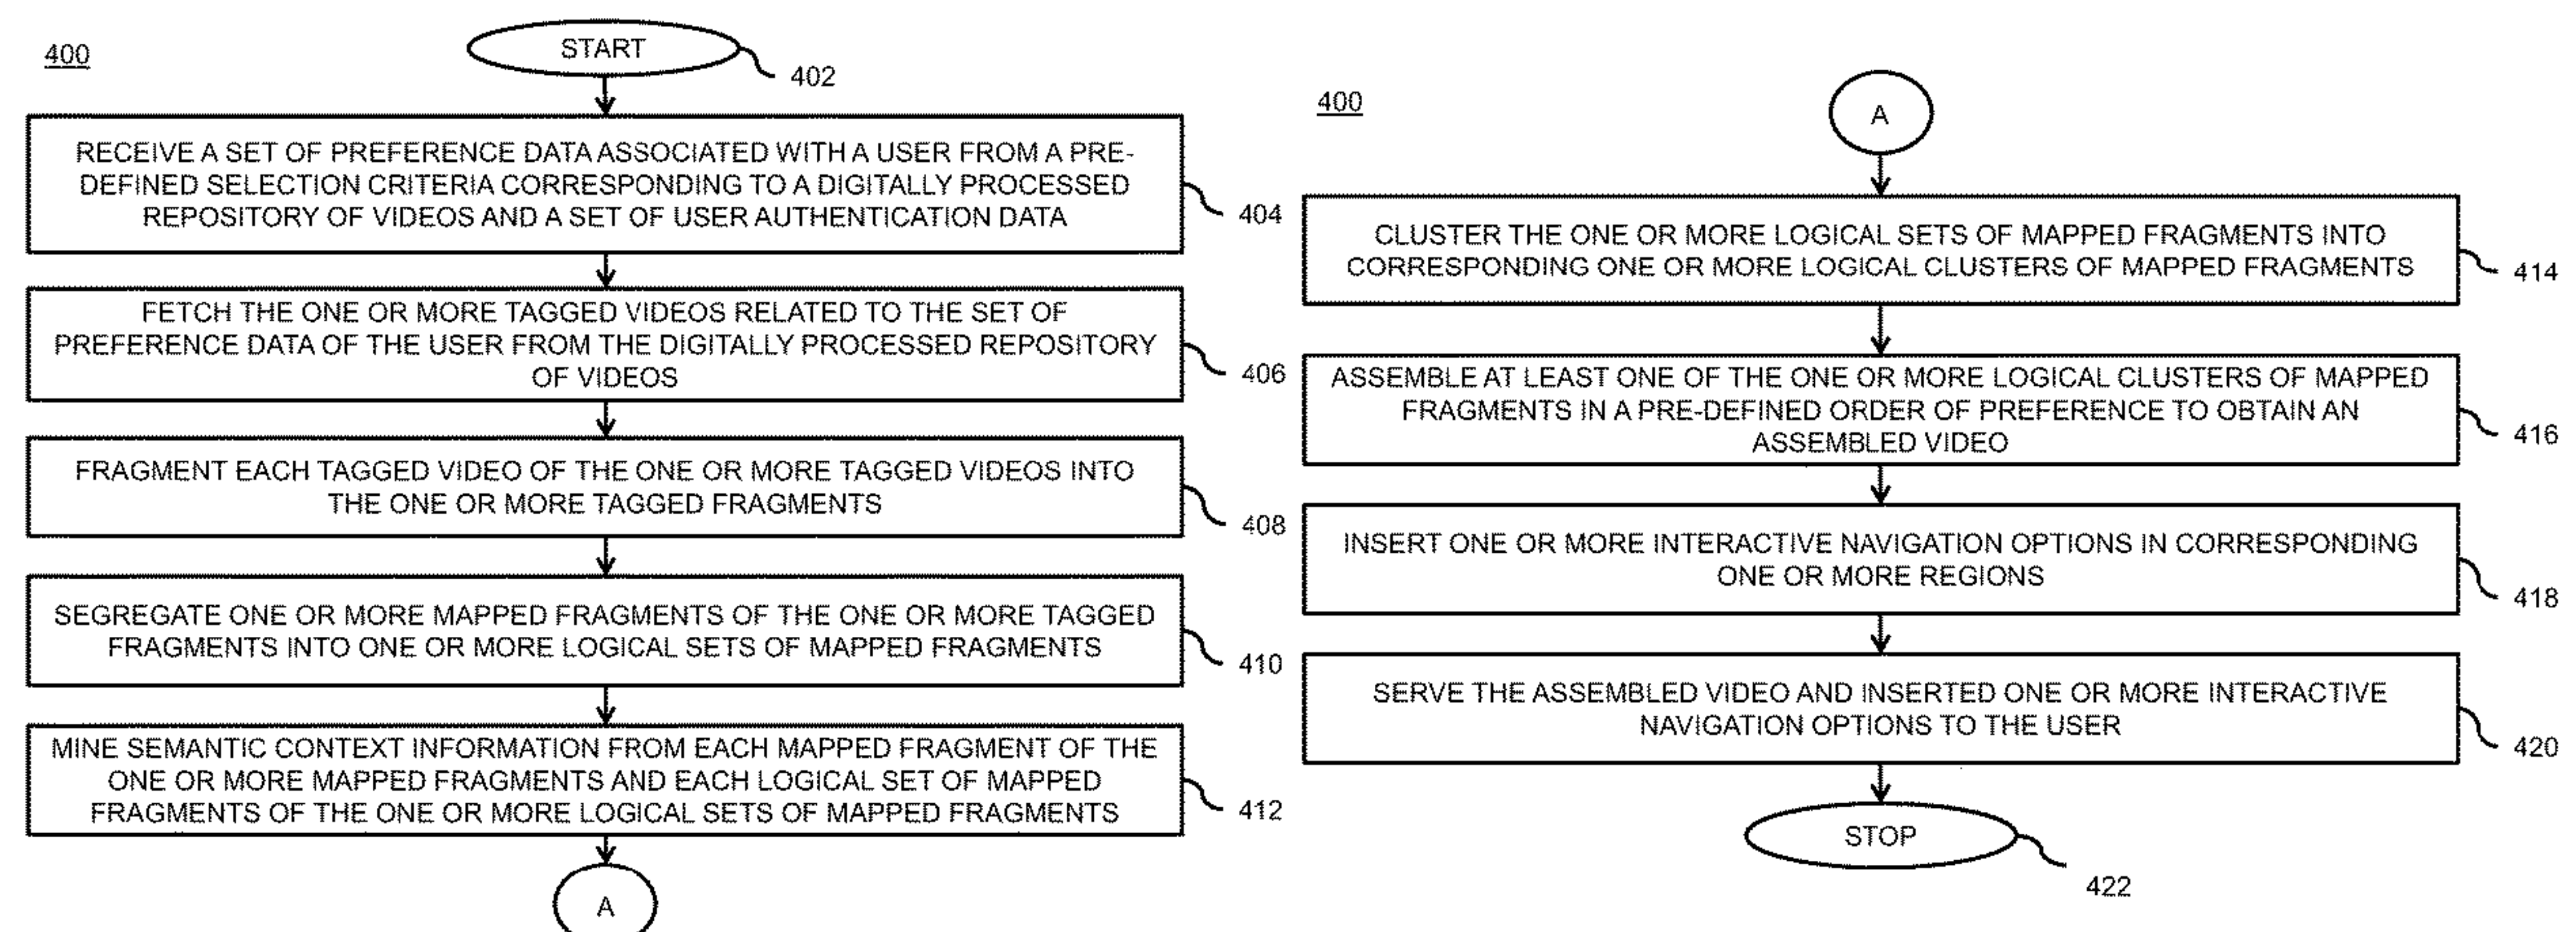 400
START
402
RECEIVE A SET OF PREFERENCE DATA ASSOCIATED WITH A USER FROM A PRE-
DEFINED SELECTION CRITERIA CORRESPONDING TO A DIGITALLY PROCESSED
REPOSITORY OF VIDEOS AND A SET OF USER AUTHENTICATION DATA
404
FETCH THE ONE OR MORE TAGGED VIDEOS RELATED TO THE SET OF
PREFERENCE DATA OF THE USER FROM THE DIGITALLY PROCESSED REPOSITORY
OF VIDEOS
406
FRAGMENT EACH TAGGED VIDEO OF THE ONE OR MORE TAGGED VIDEOS INTO
THE ONE OR MORE TAGGED FRAGMENTS
408
SEGREGATE ONE OR MORE MAPPED FRAGMENTS OF THE ONE OR MORE TAGGED
FRAGMENTS INTO ONE OR MORE LOGICAL SETS OF MAPPED FRAGMENTS
410
MINE SEMANTIC CONTEXT INFORMATION FROM EACH MAPPED FRAGMENT OF THE
ONE OR MORE MAPPED FRAGMENTS AND EACH LOGICAL SET OF MAPPED
FRAGMENTS OF THE ONE OR MORE LOGICAL SETS OF MAPPED FRAGMENTS
412
A
400
A
CLUSTER THE ONE OR MORE LOGICAL SETS OF MAPPED FRAGMENTS INTO
CORRESPONDING ONE OR MORE LOGICAL CLUSTERS OF MAPPED FRAGMENTS
414
ASSEMBLE AT LEAST ONE OF THE ONE OR MORE LOGICAL CLUSTERS OF MAPPED
FRAGMENTS IN A PRE-DEFINED ORDER OF PREFERENCE TO OBTAIN AN
ASSEMBLED VIDEO
416
INSERT ONE OR MORE INTERACTIVE NAVIGATION OPTIONS IN CORRESPONDING
ONE OR MORE REGIONS
418
SERVE THE ASSEMBLED VIDEO AND INSERTED ONE OR MORE INTERACTIVE
NAVIGATION OPTIONS TO THE USER
420
STOP
422